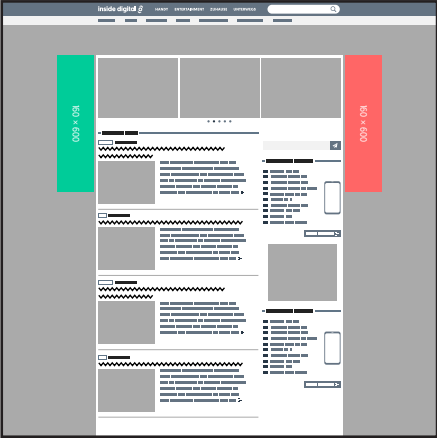 inside digital
HANDY ENTERTAINMENT ZUHAUSE UNTERWEGS
160 × 600
160 × 600